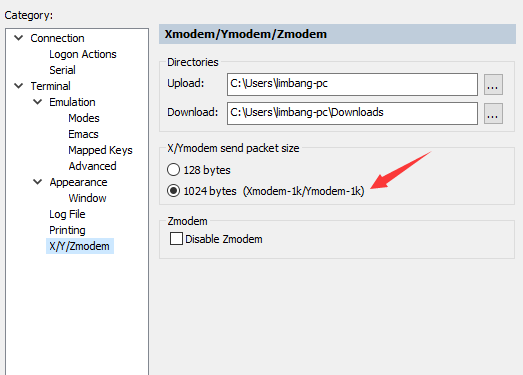 Category:
Connection
Logon Actions
Serial
Terminal
Emulation
Modes
Emacs
Mapped Keys
Advanced
Appearance
Window
Log File
Printing
X/Y/Zmodem
Xmodem/Ymodem/Zmodem
Directories
Upload: C:\Users\limbang-pc ...
Download: C:\Users\limbang-pc\Downloads ...
X/Ymodem send packet size
128 bytes
1024 bytes (Xmodem-1k/Ymodem-1k)
Zmodem
Disable Zmodem